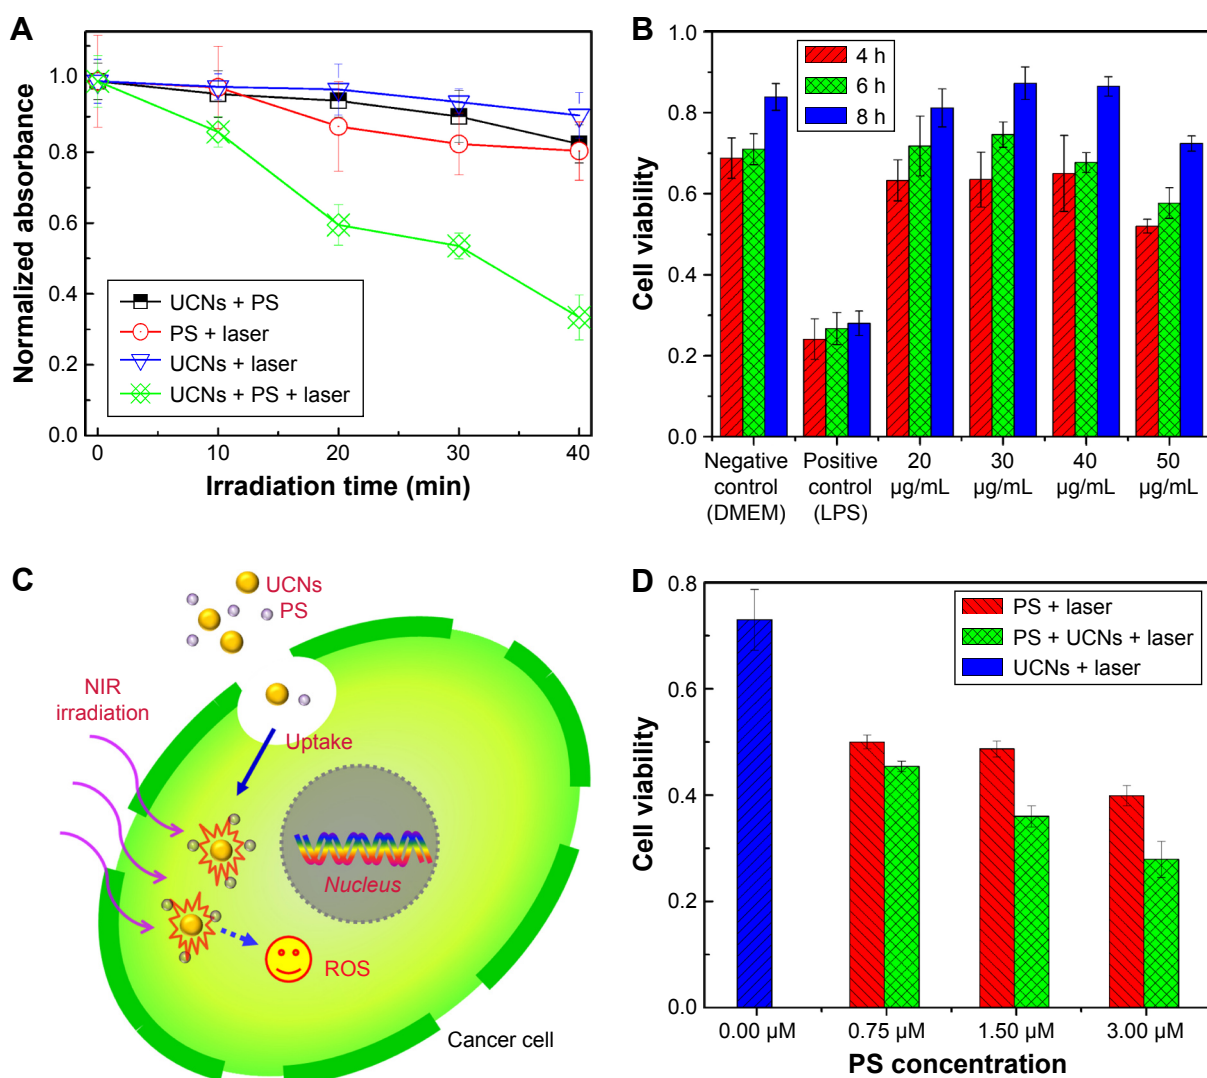 A
Normalized absorbance
1.0
0.8
0.6
0.4
0.2
0.0
UCNs + PS
PS + laser
UCNs + laser
UCNs + PS + laser
0 10 20 30 40
Irradiation time (min)
B
Cell viability
1.0
0.8
0.6
0.4
0.2
0.0
4 h
6 h
8 h
Negative control (DMEM)
Positive control (LPS)
20 µg/mL
30 µg/mL
40 µg/mL
50 µg/mL
C
UCNs
PS
NIR
irradiation
Uptake
Nucleus
ROS
Cancer cell
D
Cell viability
0.8
0.6
0.4
0.2
0.0
PS + laser
PS + UCNs + laser
UCNs + laser
0.00 µM 0.75 µM 1.50 µM 3.00 µM
PS concentration